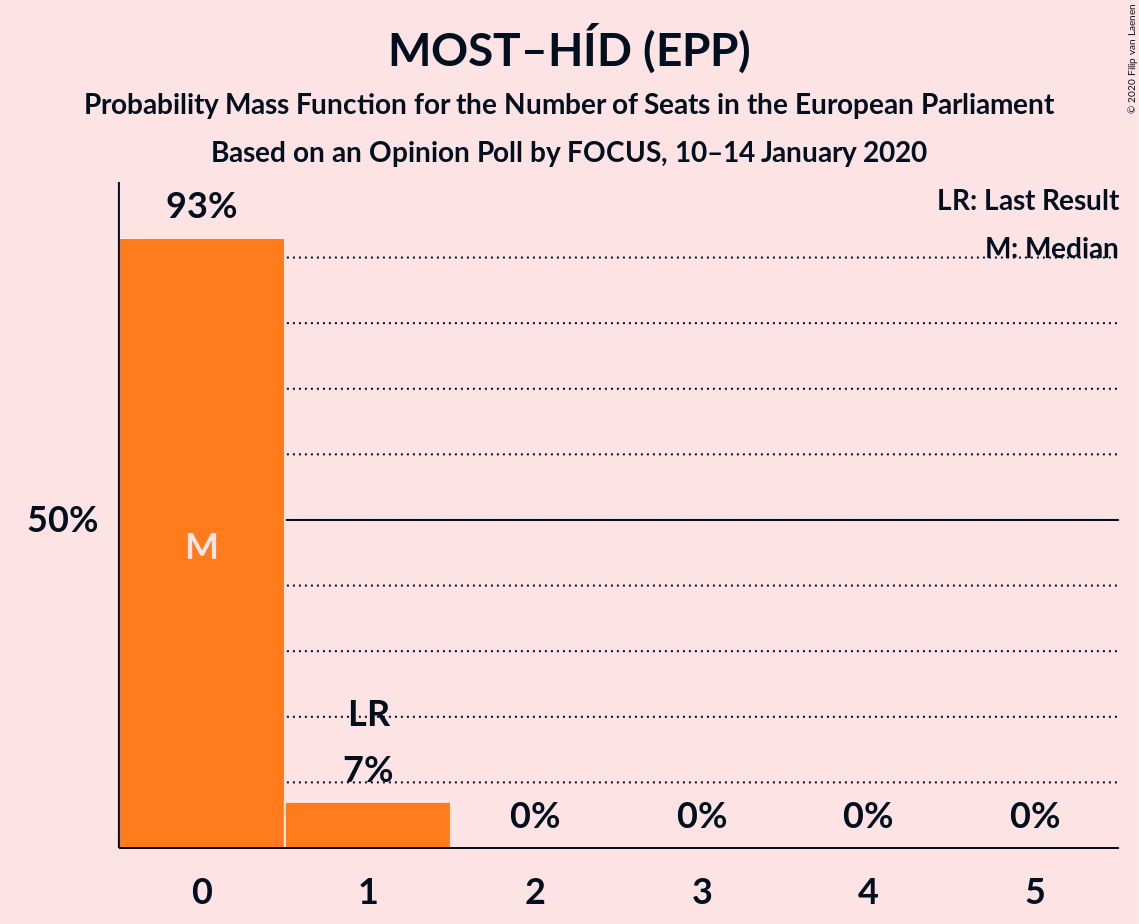 MOST–HÍD (EPP)
Probability Mass Function for the Number of Seats in the European Parliament
Based on an Opinion Poll by FOCUS, 10–14 January 2020
© 2020 Filip van Laenen
LR: Last Result
M: Median
93%
50%
M
LR
7%
0% 0% 0% 0%
0 1 2 3 4 5